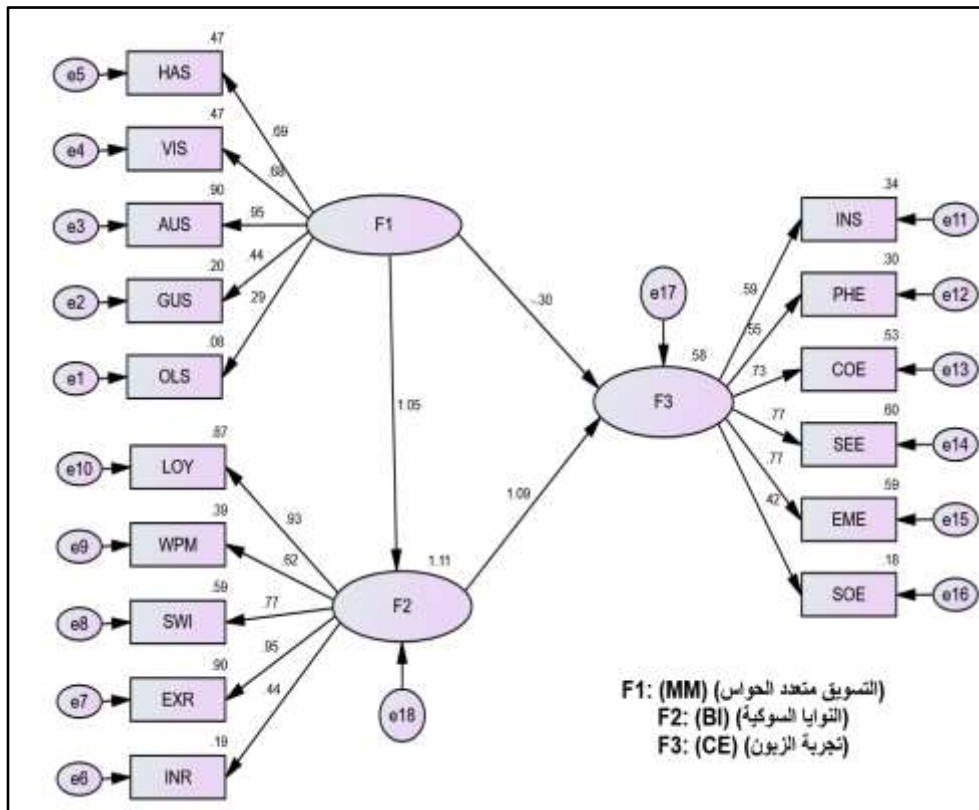 .47
HAS
e5
.69
.47
VIS
e4
.68
.90
AUS
e3
.95
F1
.44
.20
GUS
e2
.29
.08
OLS
e1
-.30
1.05
e17
.58
F3
.34
INS
e11
.59
.30
PHE
e12
.55
.53
COE
e13
.73
.60
SEE
e14
.77
.59
EME
e15
.77
.18
SOE
e16
.42
.87
LOY
e10
.93
.39
WPM
e9
.62
.59
SWI
e8
.77
1.11
F2
1.09
.90
EXR
e7
.95
.19
INR
e6
.44
e18
F1: (MM) (التسويق متعدد الحواس)
F2: (BI) (النوايا السوكية)
F3: (CE) (تجربة الزبون)